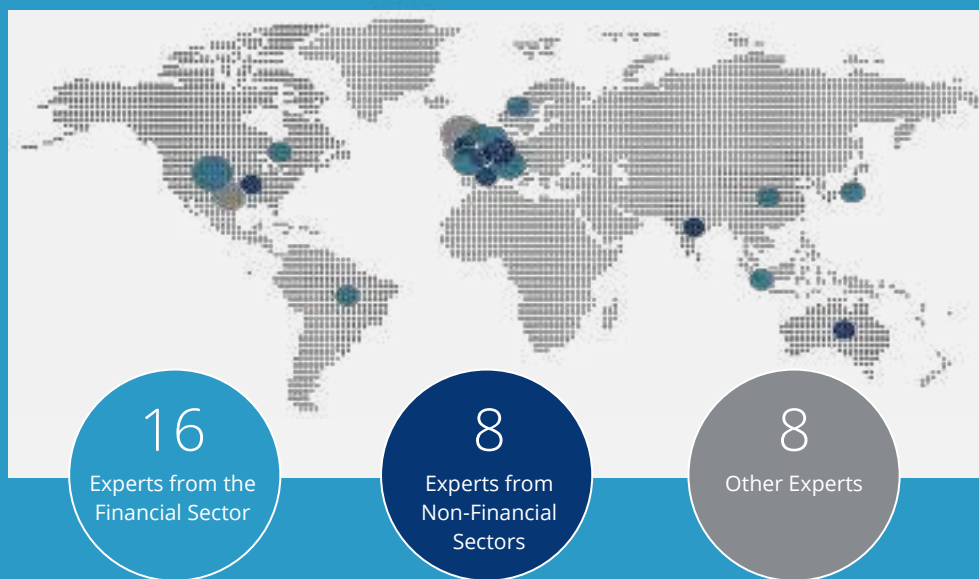 16
Experts from the
Financial Sector
8
Experts from
Non-Financial
Sectors
8
Other Experts